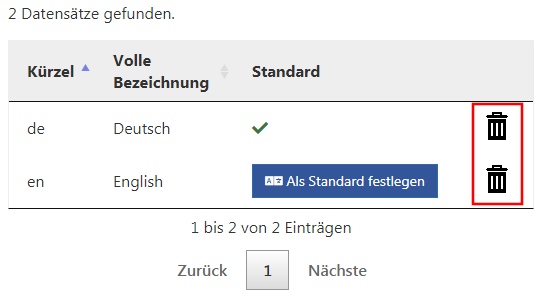 2 Datensätze gefunden.
Kürzel Volle Bezeichnung Standard
de Deutsch
en English Als Standard festlegen
1 bis 2 von 2 Einträgen
Zurück 1 Nächste